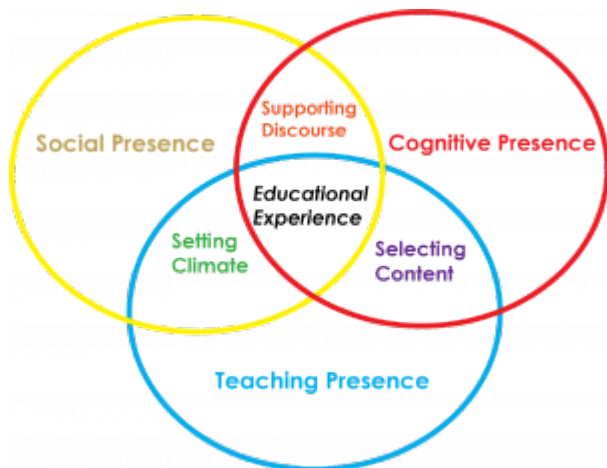 Supporting
Discourse
Social Presence
Cognitive Presence
Educational
Experience
Setting
Climate
Selecting
Content
Teaching Presence